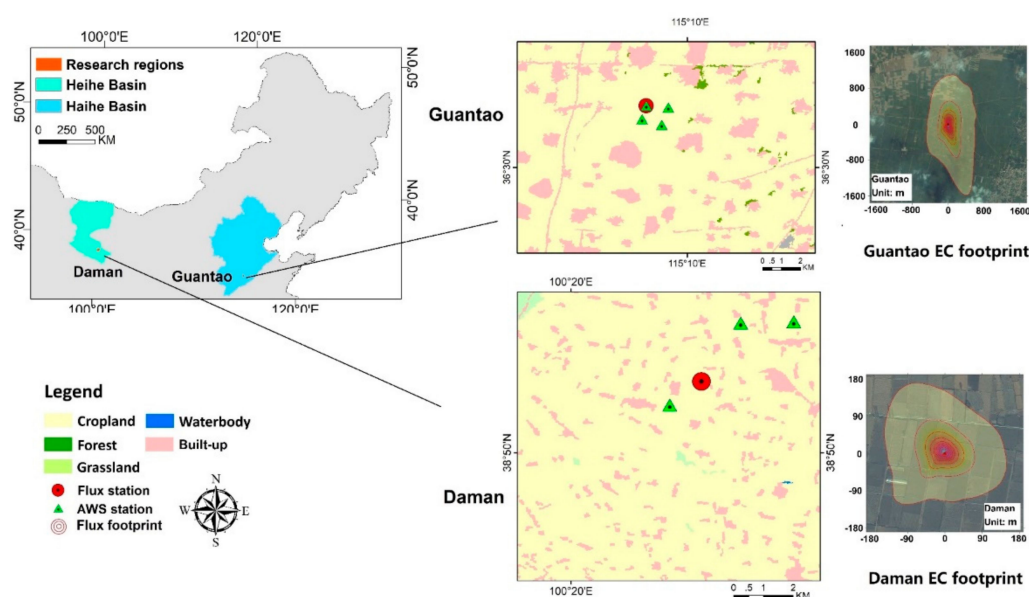 100°0'E
120°0'E
Research regions
Heihe Basin
Haihe Basin
0 250 500
KM
50°0'N
40°0'N
50°0'N
40°0'N
Daman
Guantao
100°0'E
120°0'E
Guantao
115°10'E
36°30'N
36°30'N
115°10'E
0 .5 1 2
KM
1600
800
0
-800
-1600
Guantao
Unit: m
-1600 -800 0 800 1600
Guantao EC footprint
Legend
Cropland
Waterbody
Forest
Built-up
Grassland
Flux station
AWS station
Flux footprint
N
W E
S
Daman
100°20'E
38°50'N
38°50'N
100°20'E
0 .5 1 2
KM
180
90
0
-90
-180
Daman
Unit: m
-180 -90 0 90 180
Daman EC footprint